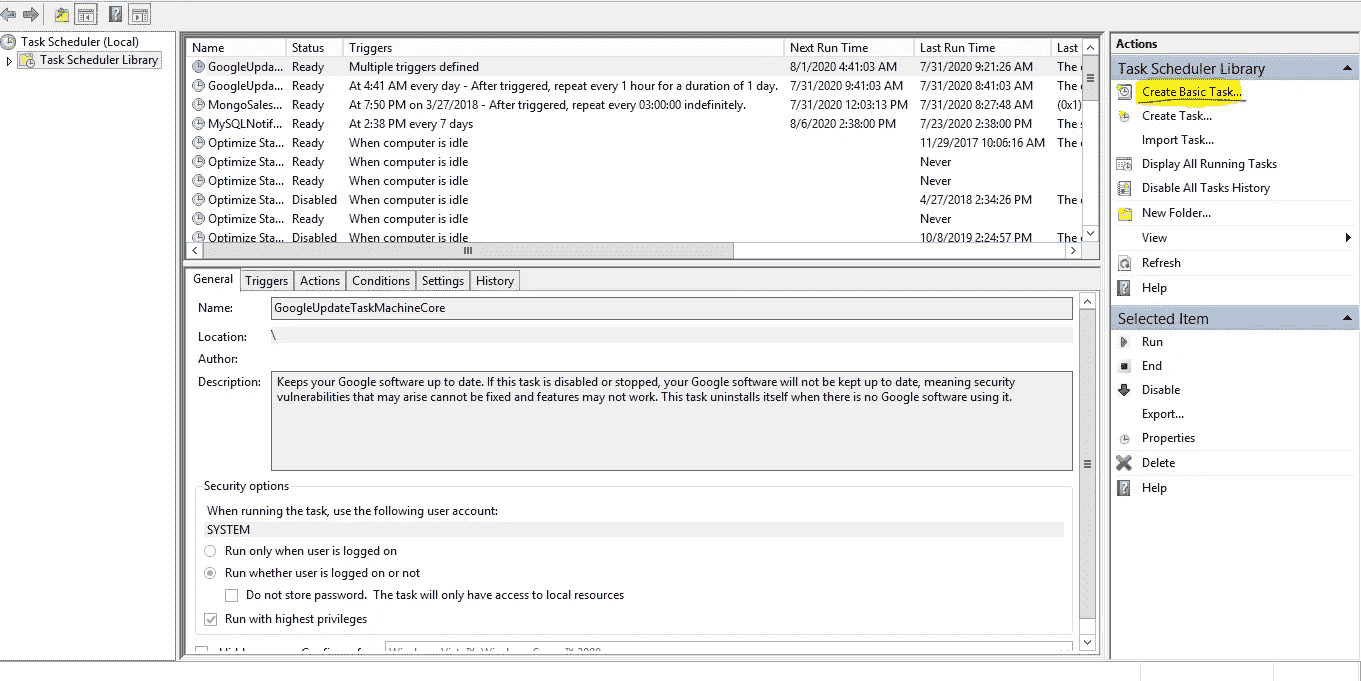 Task Scheduler (Local)
Task Scheduler Library
Name Status Triggers Next Run Time Last Run Time Last
GoogleUpda... Ready Multiple triggers defined 8/1/2020 4:41:03 AM 7/31/2020 9:21:26 AM The
GoogleUpda... Ready At 4:41 AM every day - After triggered, repeat every 1 hour for a duration of 1 day. 7/31/2020 9:41:03 AM 7/31/2020 8:41:03 AM The
MongoSales... Ready At 7:50 PM on 3/27/2018 - After triggered, repeat every 03:00:00 indefinitely. 7/31/2020 12:03:13 PM 7/31/2020 8:27:48 AM (0x1)
MySQLNotif... Ready At 2:38 PM every 7 days 8/6/2020 2:38:00 PM 7/23/2020 2:38:00 PM The
Optimize Sta... Ready When computer is idle 11/29/2017 10:06:16 AM The
Optimize Sta... Ready When computer is idle Never
Optimize Sta... Ready When computer is idle Never
Optimize Sta... Disabled When computer is idle 4/27/2018 2:34:26 PM The
Optimize Sta... Ready When computer is idle Never
Optimize Sta... Disabled When computer is idle 10/8/2019 2:24:57 PM The
General Triggers Actions Conditions Settings History
Name: GoogleUpdateTaskMachineCore
Location: \
Author:
Description: Keeps your Google software up to date. If this task is disabled or stopped, your Google software will not be kept up to date, meaning security
vulnerabilities that may arise cannot be fixed and features may not work. This task uninstalls itself when there is no Google software using it.
Security options
When running the task, use the following user account:
SYSTEM
Run only when user is logged on
Run whether user is logged on or not
Do not store password. The task will only have access to local resources
Run with highest privileges
Actions
Task Scheduler Library
Create Basic Task...
Create Task...
Import Task...
Display All Running Tasks
Disable All Tasks History
New Folder...
View
Refresh
Help
Selected Item
Run
End
Disable
Export...
Properties
Delete
Help